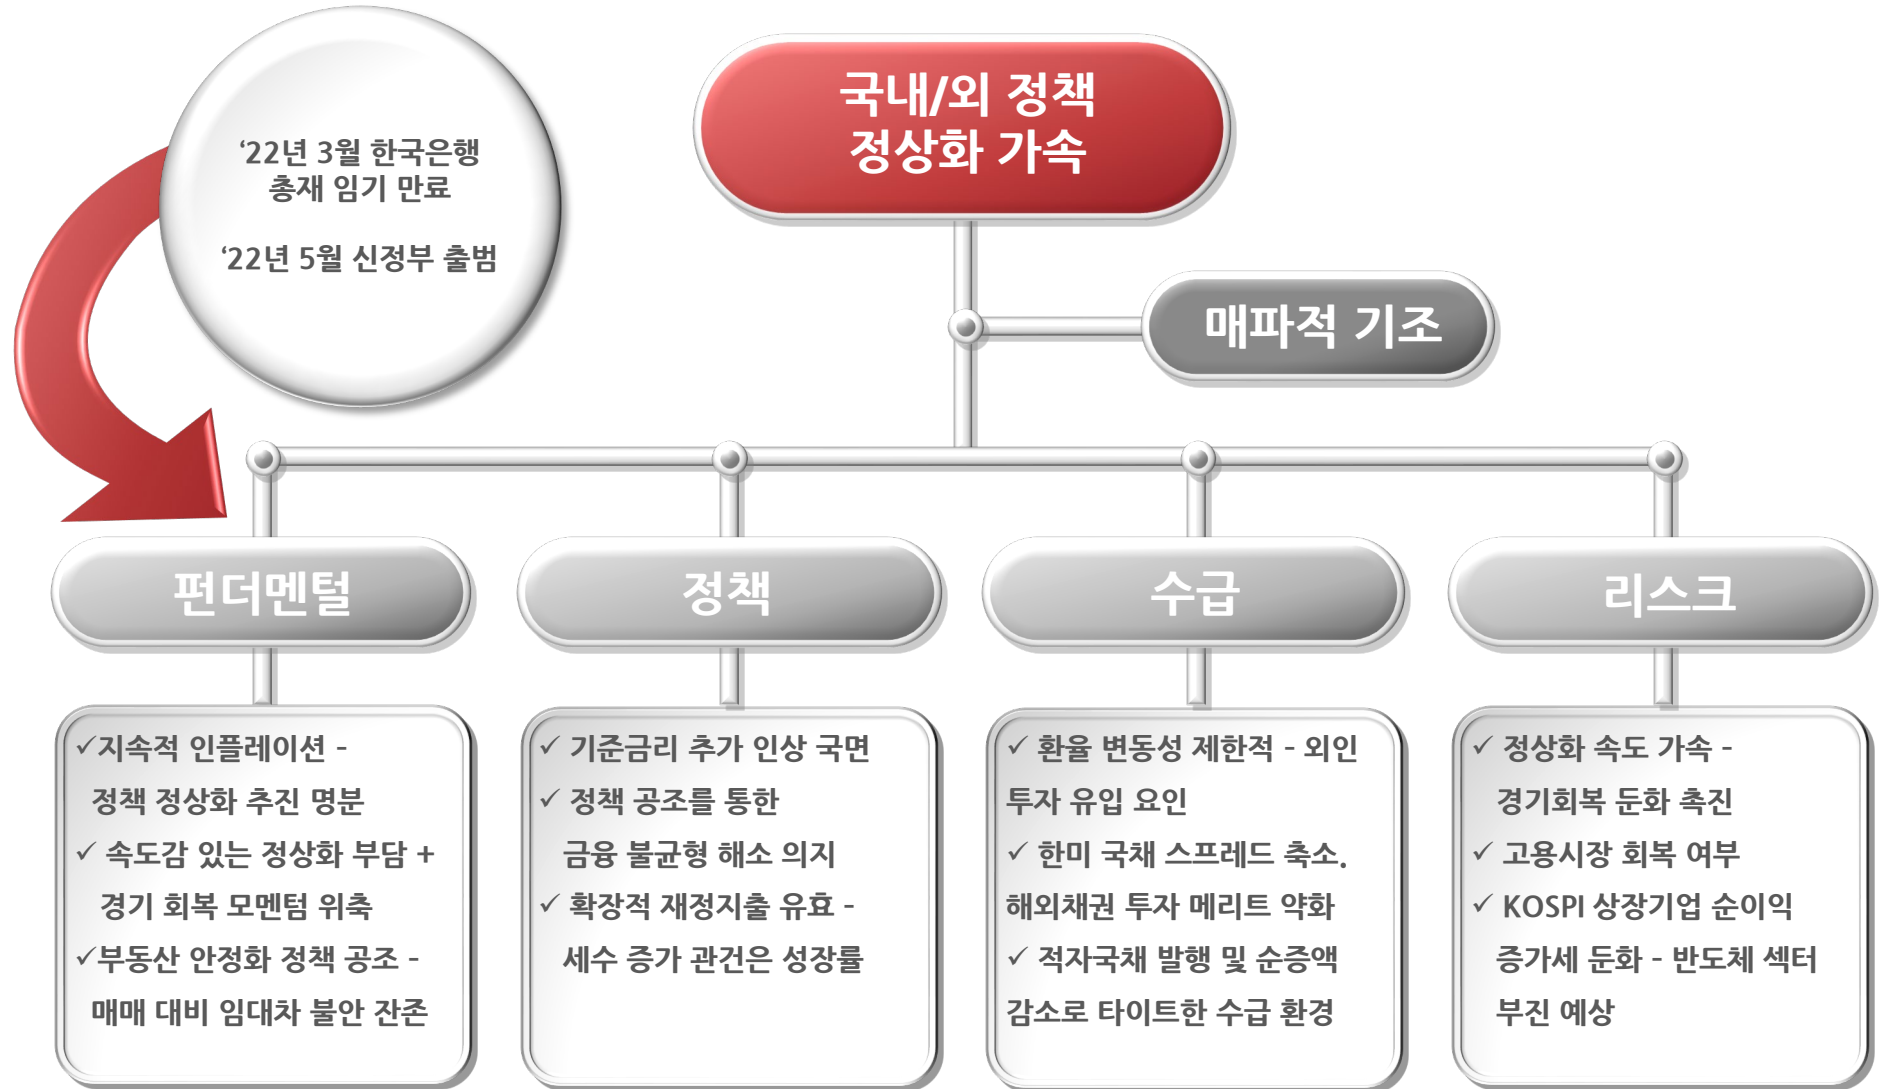 ‘22년 3월 한국은행
총재 임기 만료
‘22년 5월 신정부 출범
국내/외 정책
정상화 가속
매파적 기조
펀더멘털
✓지속적 인플레이션 -
정책 정상화 추진 명분
✓ 속도감 있는 정상화 부담 +
경기 회복 모멘텀 위축
✓부동산 안정화 정책 공조 -
매매 대비 임대차 불안 잔존
정책
✓ 기준금리 추가 인상 국면
✓ 정책 공조를 통한
금융 불균형 해소 의지
✓ 확장적 재정지출 유효 -
세수 증가 관건은 성장률
수급
✓ 환율 변동성 제한적 - 외인
투자 유입 요인
✓ 한미 국채 스프레드 축소.
해외채권 투자 메리트 약화
✓ 적자국채 발행 및 순증액
감소로 타이트한 수급 환경
리스크
✓ 정상화 속도 가속 -
경기회복 둔화 촉진
✓ 고용시장 회복 여부
✓ KOSPI 상장기업 순이익
증가세 둔화 - 반도체 섹터
부진 예상